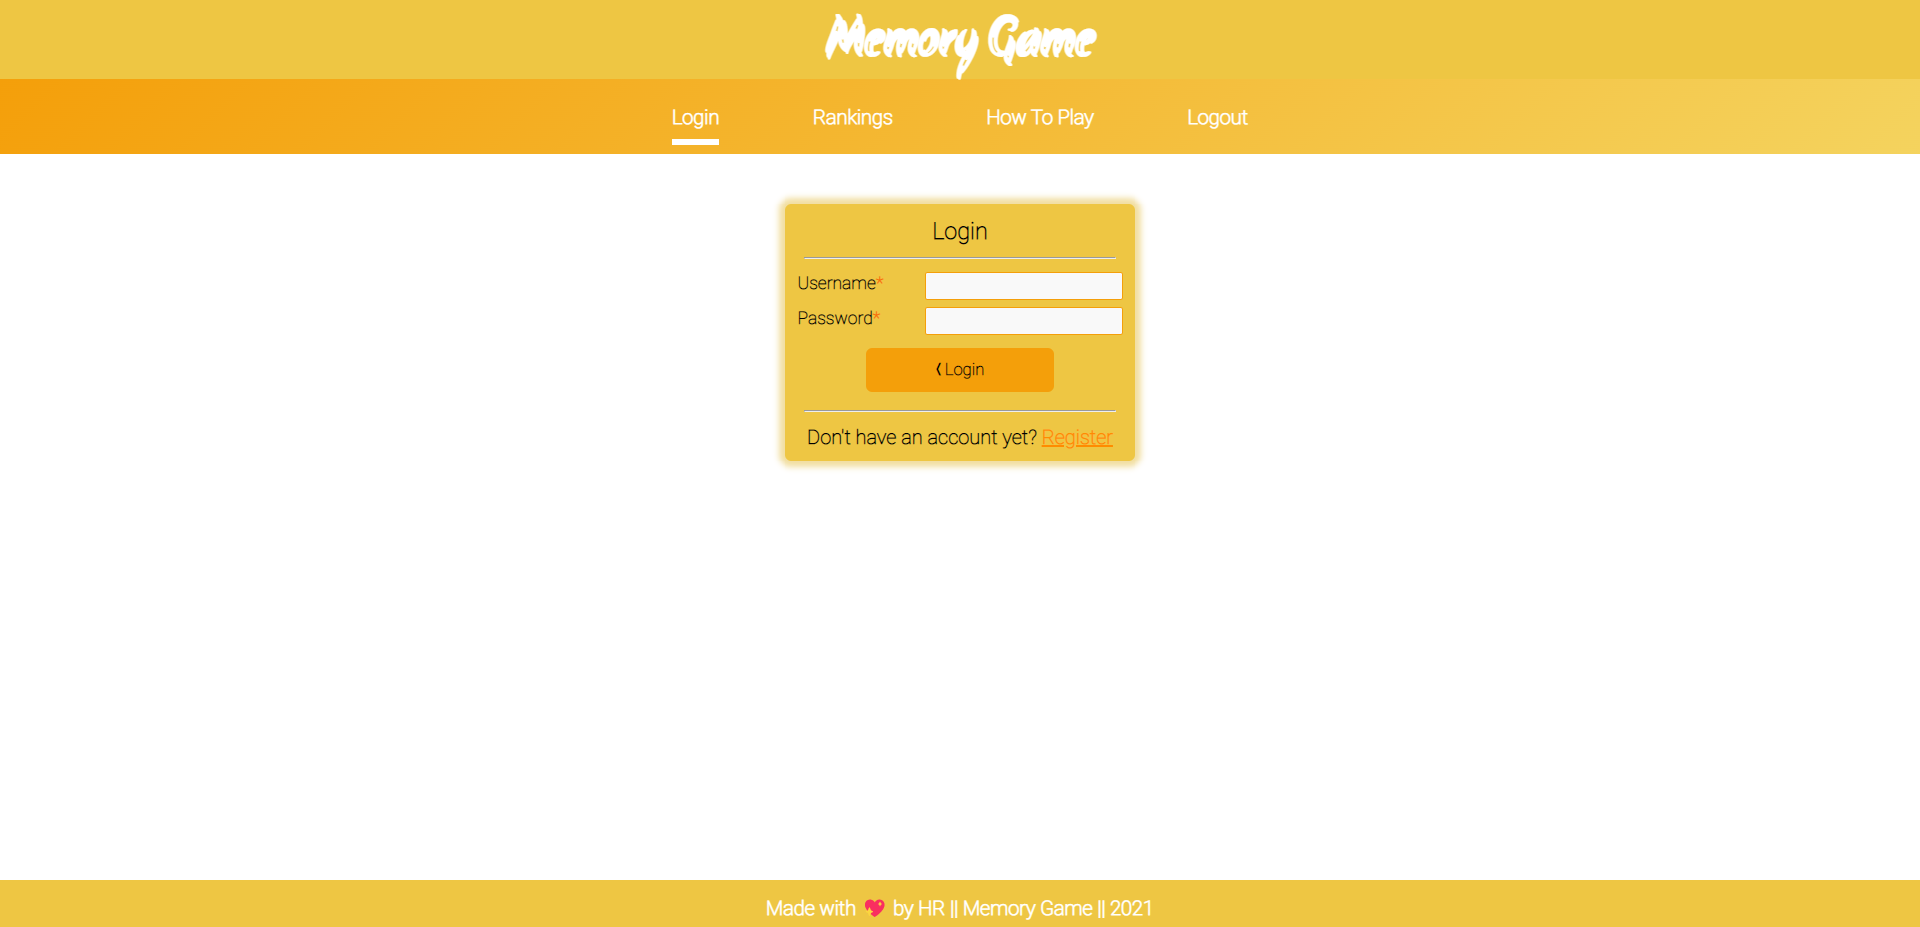 Memory Game
Login Rankings How To Play Logout
Login
Username*
Password*
⟨ Login
Don't have an account yet? Register
Made with 💖 by HR || Memory Game || 2021